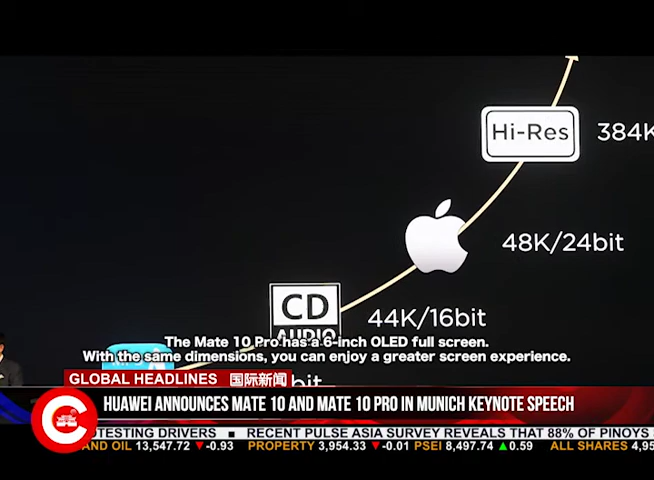 Hi-Res
384K
48K/24bit
CD
AUDIO
44K/16bit
The Mate 10 Pro has a 6-inch OLED full screen.
With the same dimensions, you can enjoy a greater screen experience.
bit
GLOBAL HEADLINES 国际新闻
HUAWEI ANNOUNCES MATE 10 AND MATE 10 PRO IN MUNICH KEYNOTE SPEECH
OTESTING DRIVERS ■ RECENT PULSE ASIA SURVEY REVEALS THAT 88% OF PINOYS
AND OIL 13,547.72 ▼ -0.93 PROPERTY 3,954.33 ▼ -0.01 PSEI 8,497.74 ▲ 0.59 ALL SHARES 4,9